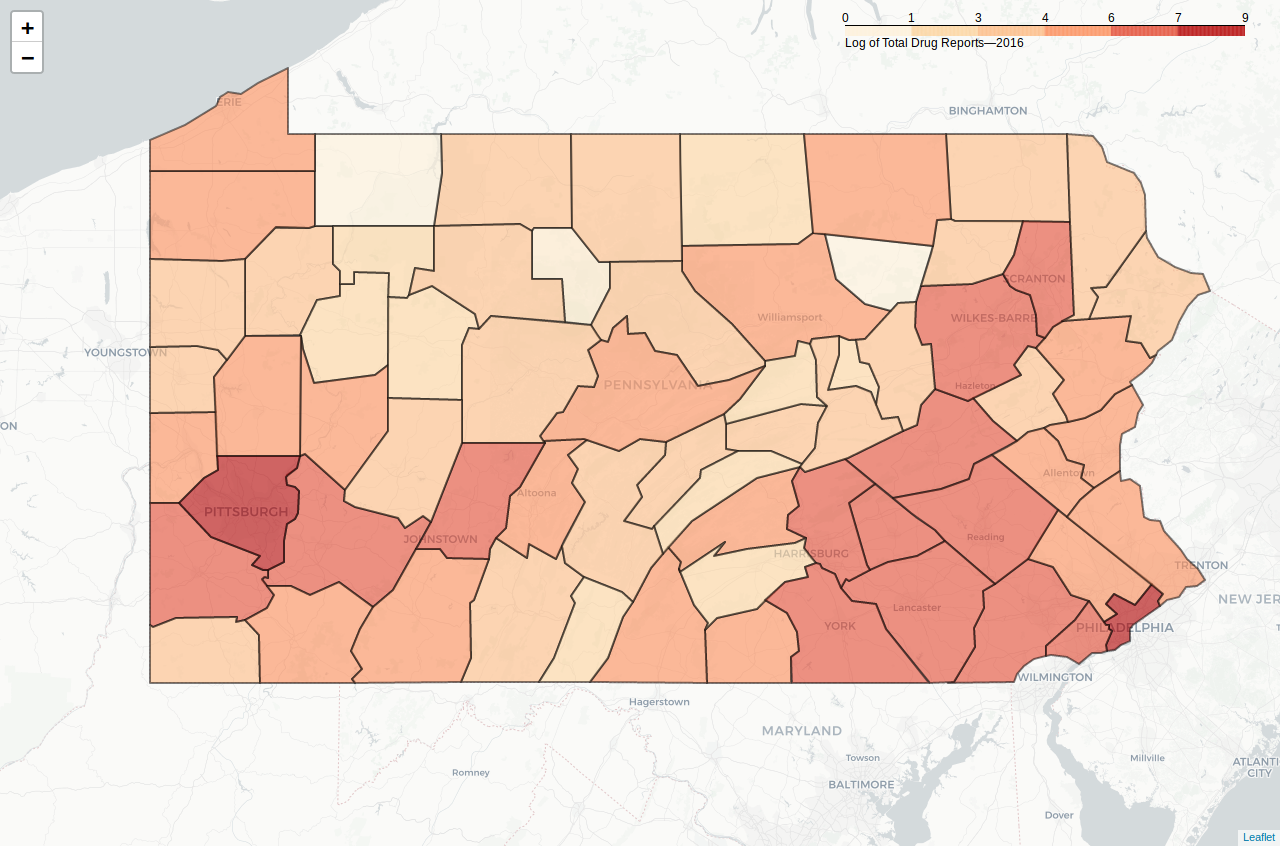 +
−
0 1 3 4 6 7 9
Log of Total Drug Reports—2016
ERIE
BINGHAMTON
SCRANTON
Williamsport
WILKES-BARRE
YOUNGSTOWN
PENNSYLVANIA
Hazleton
ON
Allentown
Altoona
PITTSBURGH
JOHNSTOWN
Reading
HARRISBURG
TRENTON
NEW JER
Lancaster
YORK
PHILADELPHIA
WILMINGTON
Hagerstown
MARYLAND
Towson
Millville
ATLANTI
CITY
Romney
BALTIMORE
Dover
Leaflet